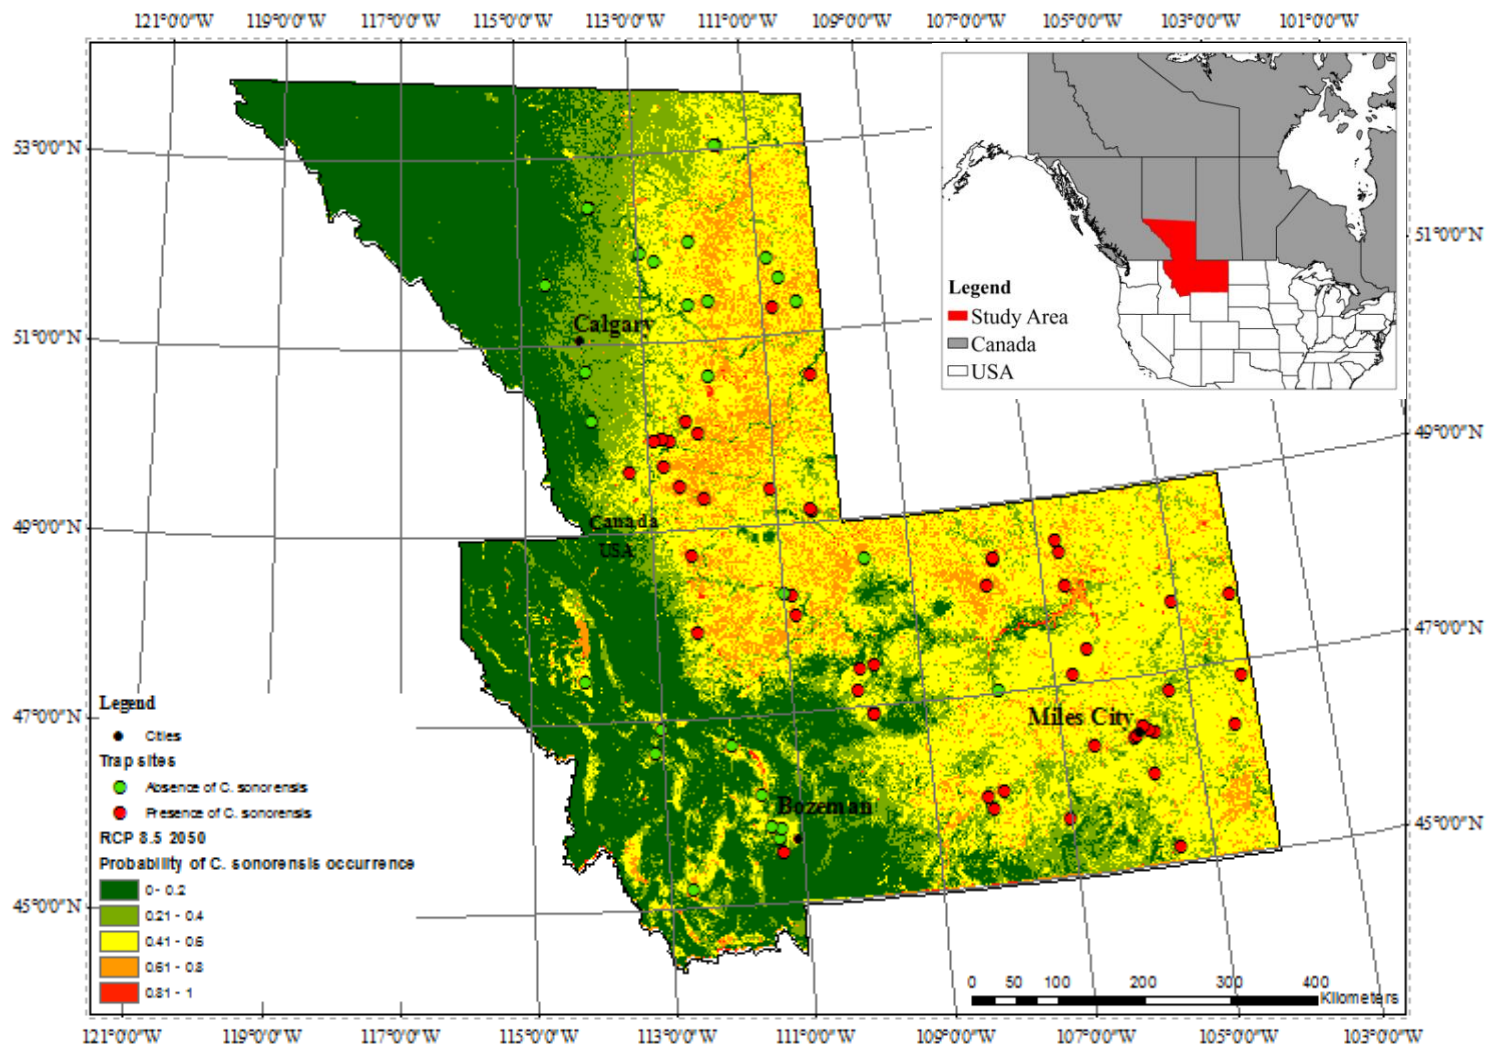 121°0'0"W 119°0'0"W 117°0'0"W 115°0'0"W 113°0'0"W 111°0'0"W 109°0'0"W 107°0'0"W 105°0'0"W 103°0'0"W 101°0'0"W
53°0'0"N
51°0'0"N
49°0'0"N
47°0'0"N
45°0'0"N
51°0'0"N
49°0'0"N
47°0'0"N
45°0'0"N
Legend
Study Area
Canada
USA
Calgary
Canada
USA
Miles City
Bozeman
Legend
Cities
Trap sites
Absence of C. sonorensis
Presence of C. sonorensis
RCP 8.5 2050
Probability of C. sonorensis occurrence
0 - 0.2
0.21 - 0.4
0.41 - 0.6
0.61 - 0.8
0.81 - 1
0 50 100 200 300 400
Kilometers
121°0'0"W 119°0'0"W 117°0'0"W 115°0'0"W 113°0'0"W 111°0'0"W 109°0'0"W 107°0'0"W 105°0'0"W 103°0'0"W